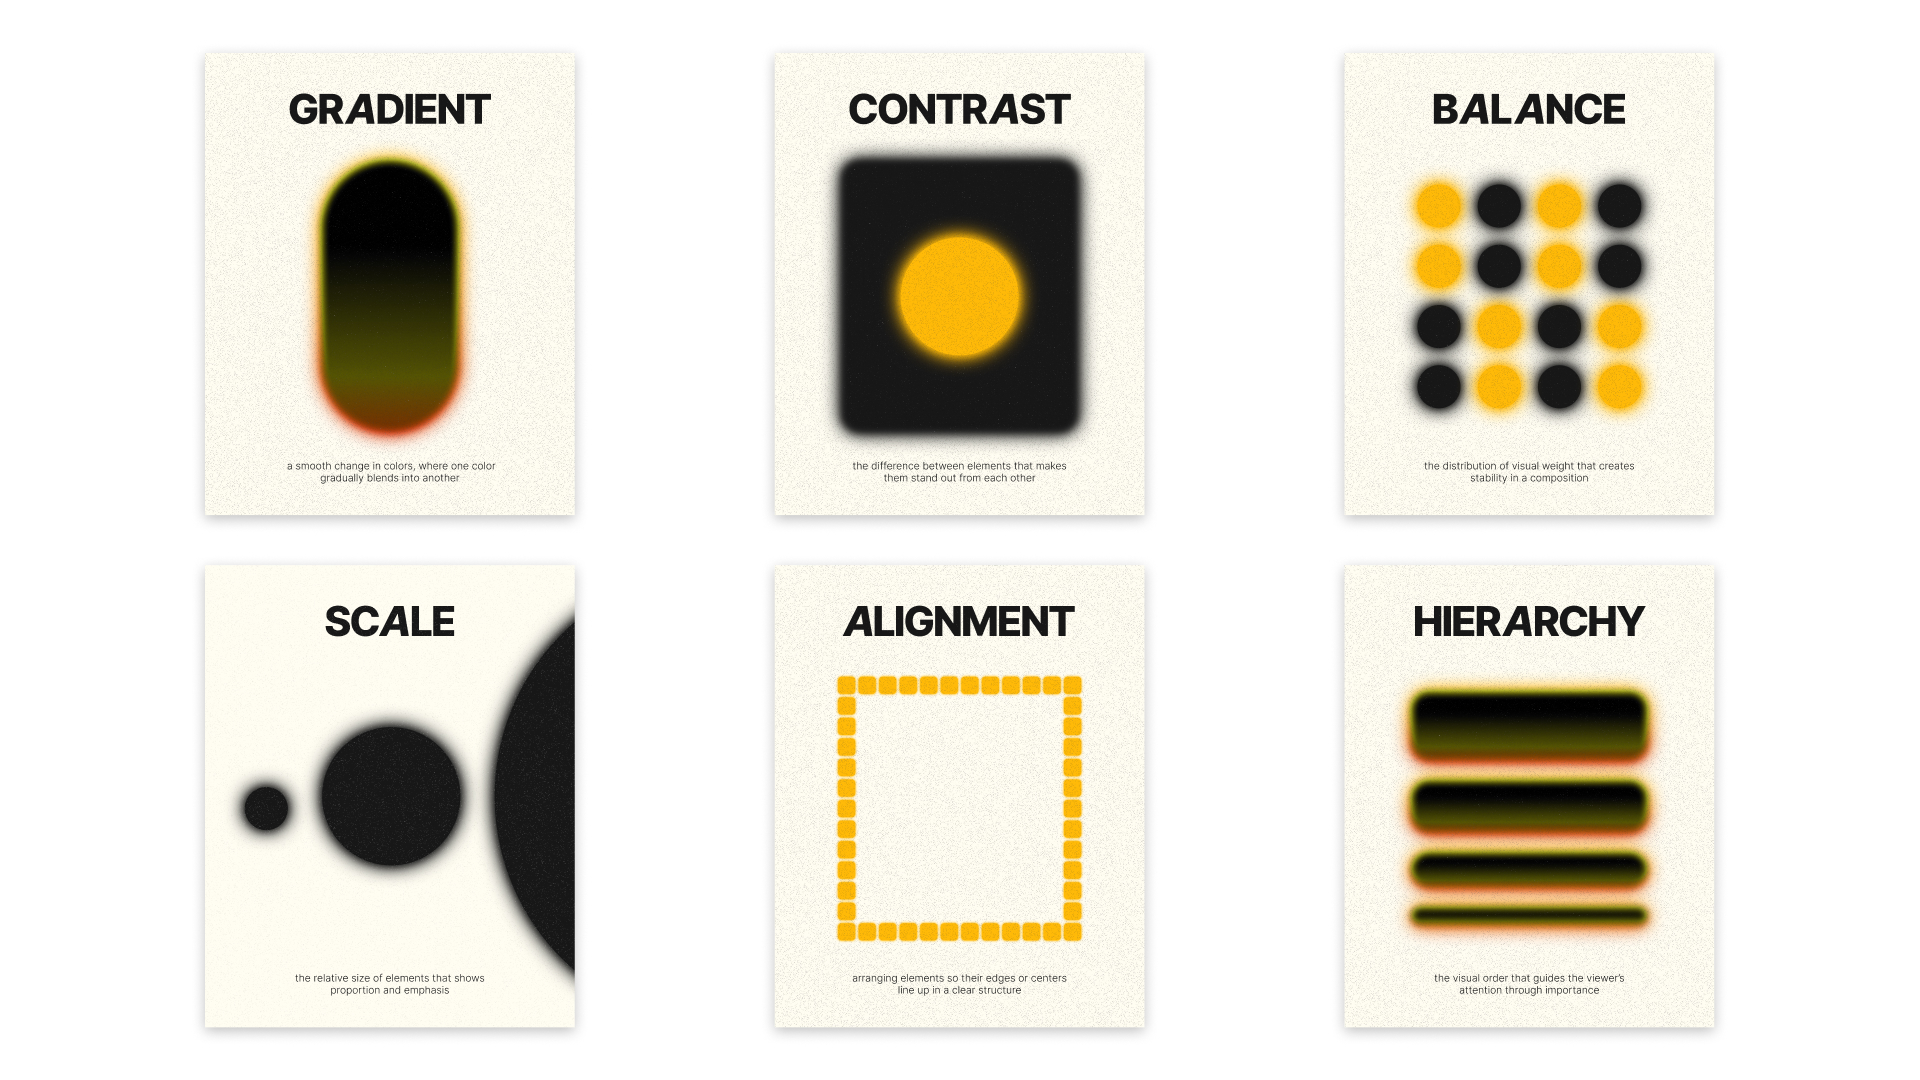 GRADIENT
a smooth change in colors, where one color
gradually blends into another
CONTRAST
the difference between elements that makes
them stand out from each other
BALANCE
the distribution of visual weight that creates
stability in a composition
SCALE
the relative size of elements that shows
proportion and emphasis
ALIGNMENT
arranging elements so their edges or centers
line up in a clear structure
HIERARCHY
the visual order that guides the viewer’s
attention through importance